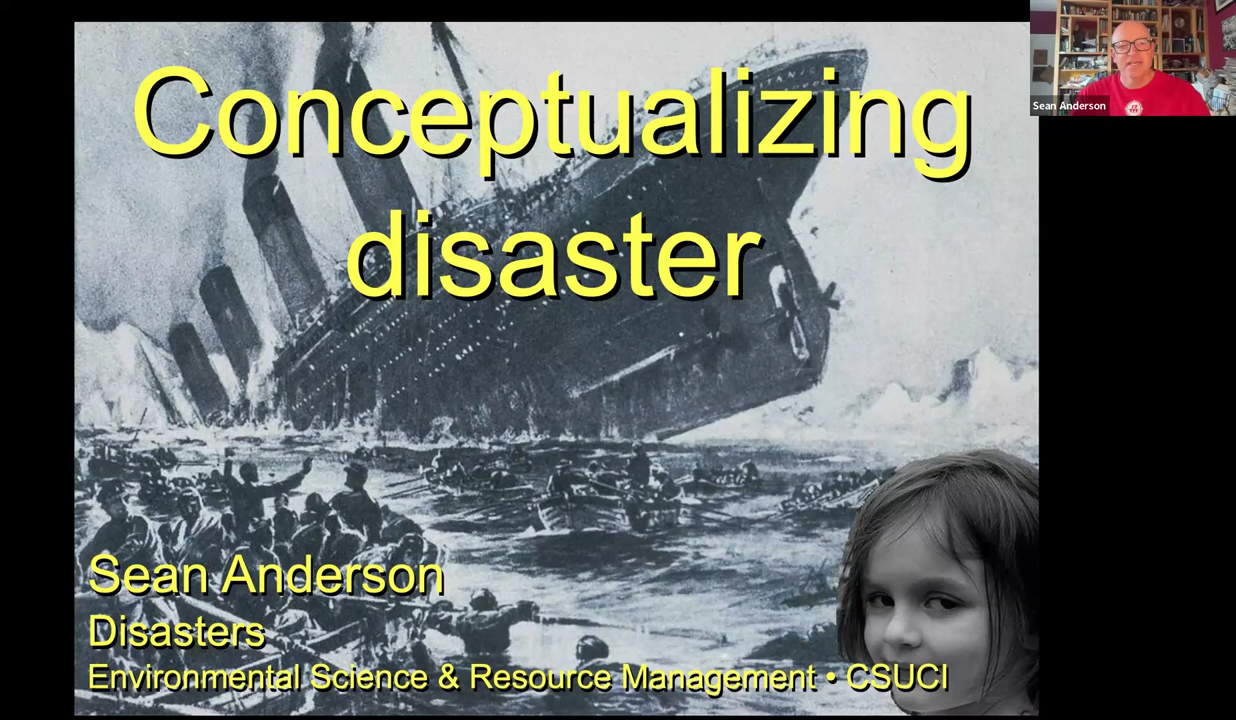 Conceptualizing
disaster
Sean Anderson
Disasters
Environmental Science & Resource Management • CSUCI
Sean Anderson